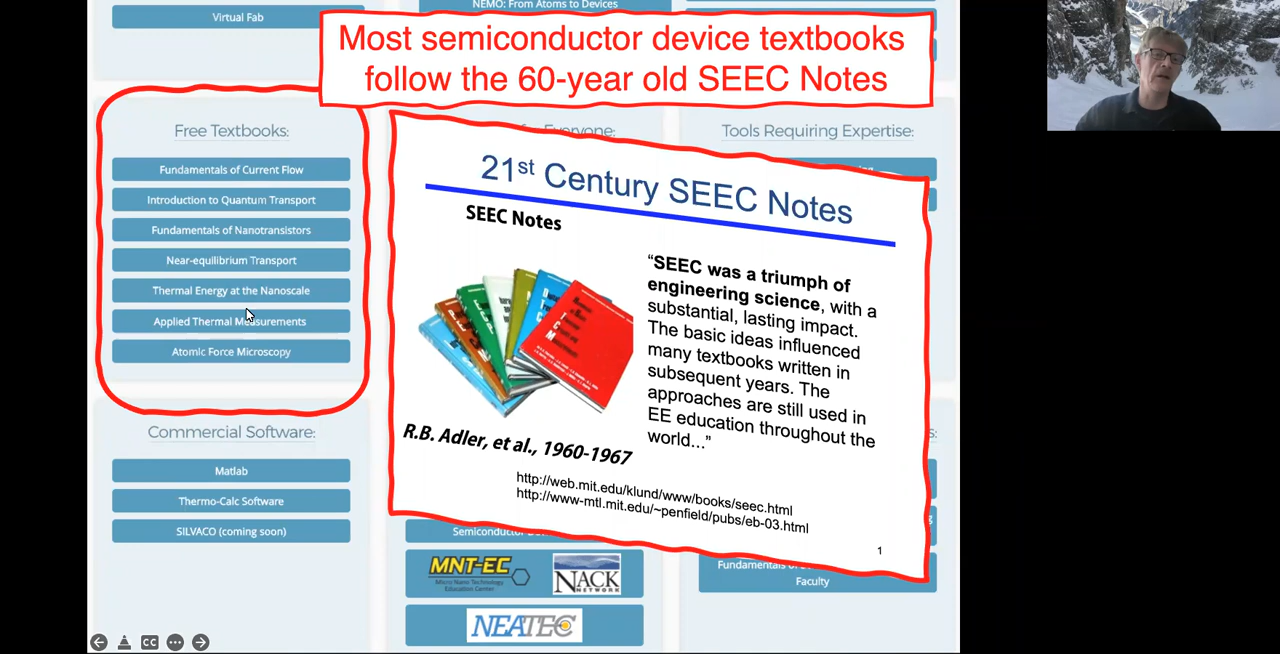 Virtual Fab
NEMO: From Atoms to Devices
Most semiconductor device textbooks
follow the 60-year old SEEC Notes
Free Textbooks:
Fundamentals of Current Flow
Introduction to Quantum Transport
Fundamentals of Nanotransistors
Near-equilibrium Transport
Thermal Energy at the Nanoscale
Applied Thermal Measurements
Atomic Force Microscopy
Commercial Software:
Matlab
Thermo-Calc Software
SILVACO (coming soon)
for Everyone:
Tools Requiring Expertise:
21st Century SEEC Notes
SEEC Notes
“SEEC was a triumph of
engineering science, with a
substantial, lasting impact.
The basic ideas influenced
many textbooks written in
subsequent years. The
approaches are still used in
EE education throughout the
world...”
R.B. Adler, et al., 1960-1967
http://web.mit.edu/klund/www/books/seec.html
http://www-mtl.mit.edu/~penfield/pubs/eb-03.html
1
Semiconductor
MNT-EC
Micro Nano Technology
Education Center
NACK
NETWORK
NEATEC
Fundamentals of
Faculty
CC